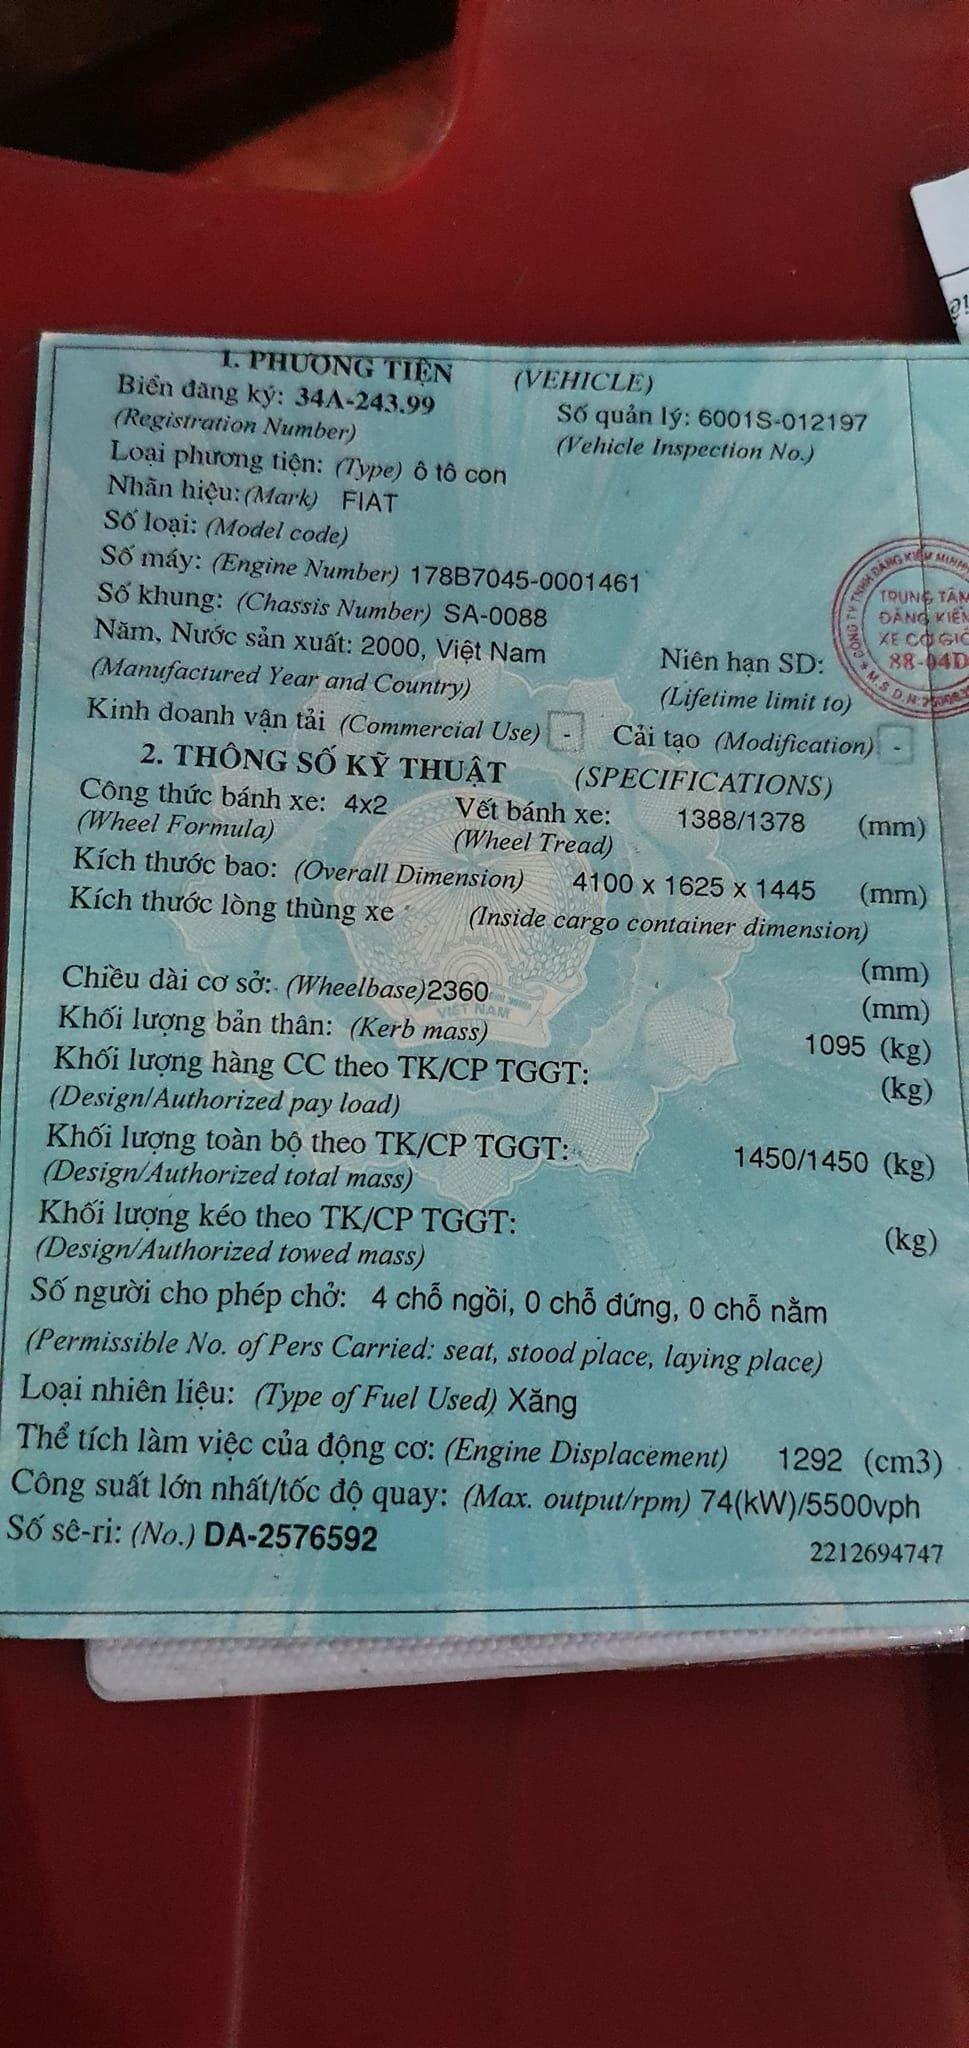 1. PHƯƠNG TIỆN (VEHICLE)
Biển đăng ký: 34A-243.99 Số quản lý: 6001S-012197
(Registration Number) (Vehicle Inspection No.)
Loại phương tiện: (Type) ô tô con
Nhãn hiệu: (Mark) FIAT
Số loại: (Model code)
Số máy: (Engine Number) 178B7045-0001461
Số khung: (Chassis Number) SA-0088
Năm, Nước sản xuất: 2000, Việt Nam Niên hạn SD:
(Manufactured Year and Country) (Lifetime limit to)
Kinh doanh vận tải (Commercial Use) - Cải tạo (Modification) -
TRUNG TÂM
ĐĂNG KIỂM
XE CƠ GIỚ
88-04D
2. THÔNG SỐ KỸ THUẬT (SPECIFICATIONS)
Công thức bánh xe: 4x2 Vết bánh xe: 1388/1378 (mm)
(Wheel Formula) (Wheel Tread)
Kích thước bao: (Overall Dimension) 4100 x 1625 x 1445 (mm)
Kích thước lòng thùng xe (Inside cargo container dimension)
(mm)
Chiều dài cơ sở: (Wheelbase)2360 (mm)
VIỆT NAM
Khối lượng bản thân: (Kerb mass) 1095 (kg)
Khối lượng hàng CC theo TK/CP TGGT: (kg)
(Design/Authorized pay load)
Khối lượng toàn bộ theo TK/CP TGGT: 1450/1450 (kg)
(Design/Authorized total mass)
Khối lượng kéo theo TK/CP TGGT: (kg)
(Design/Authorized towed mass)
Số người cho phép chở: 4 chỗ ngồi, 0 chỗ đứng, 0 chỗ nằm
(Permissible No. of Pers Carried: seat, stood place, laying place)
Loại nhiên liệu: (Type of Fuel Used) Xăng
Thể tích làm việc của động cơ: (Engine Displacement) 1292 (cm3)
Công suất lớn nhất/tốc độ quay: (Max. output/rpm) 74(kW)/5500vph
Số sê-ri: (No.) DA-2576592 2212694747